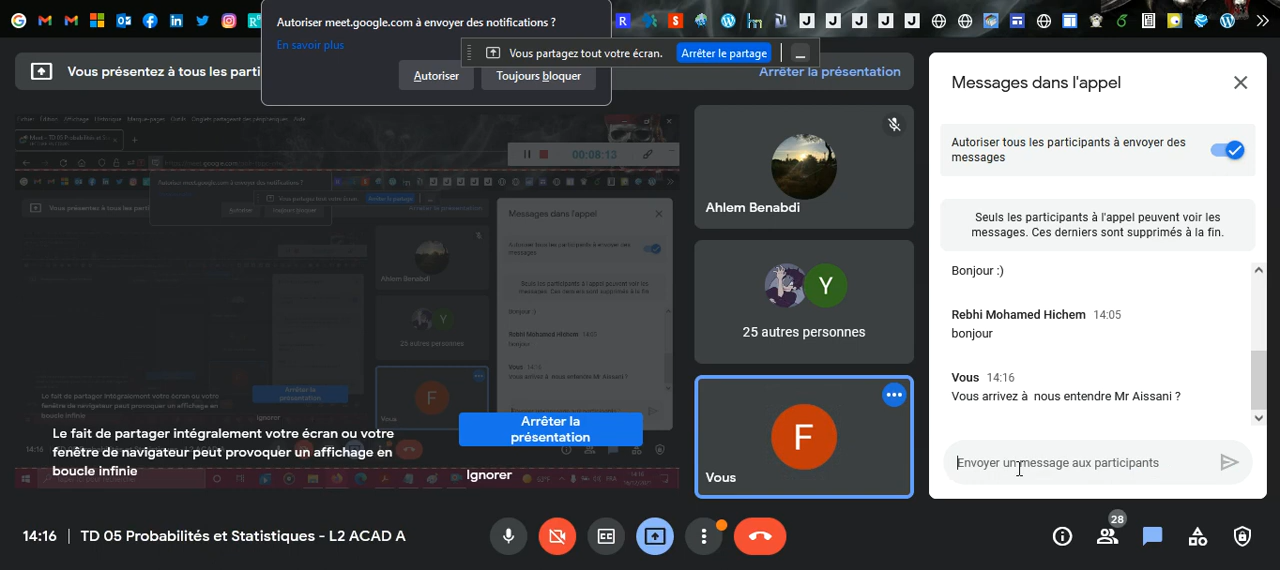 Autoriser meet.google.com à envoyer des notifications ?
En savoir plus
Vous partagez tout votre écran.
Arrêter le partage
Autoriser
Toujours bloquer
Vous présentez à tous les parti
Arrêter la présentation
00:08:13
Ahlem Benabdi
Y
25 autres personnes
F
Vous
Le fait de partager intégralement votre écran ou votre
fenêtre de navigateur peut provoquer un affichage en
boucle infinie
Arrêter la
présentation
Ignorer
Messages dans l'appel
Autoriser tous les participants à envoyer des
messages
Seuls les participants à l'appel peuvent voir les
messages. Ces derniers sont supprimés à la fin.
Bonjour :)
Rebhi Mohamed Hichem 14:05
bonjour
Vous 14:16
Vous arrivez à nous entendre Mr Aissani ?
Envoyer un message aux participants
14:16 | TD 05 Probabilités et Statistiques - L2 ACAD A
28